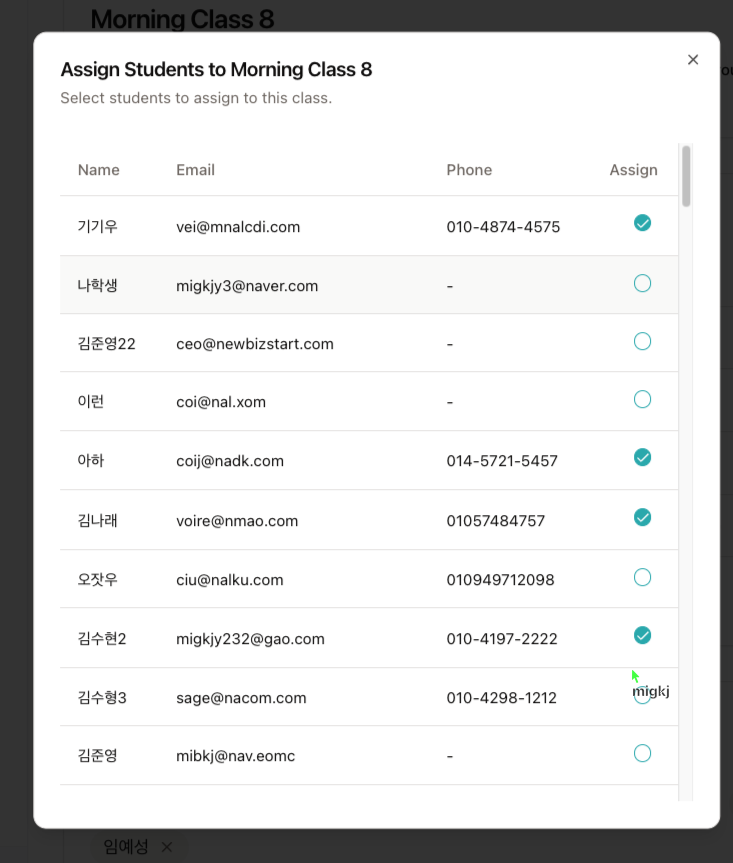 Morning Class 8
Assign Students to Morning Class 8
Select students to assign to this class.
Name Email Phone Assign
기기우 vei@mnalcdi.com 010-4874-4575
나학생 migkjy3@naver.com -
김준영22 ceo@newbizstart.com -
이런 coi@nal.xom -
아하 coij@nadk.com 014-5721-5457
김나래 voire@nmao.com 01057484757
오잣우 ciu@nalku.com 010949712098
김수현2 migkjy232@gao.com 010-4197-2222
migkj
김수형3 sage@nacom.com 010-4298-1212
김준영 mibkj@nav.eomc -
임예성